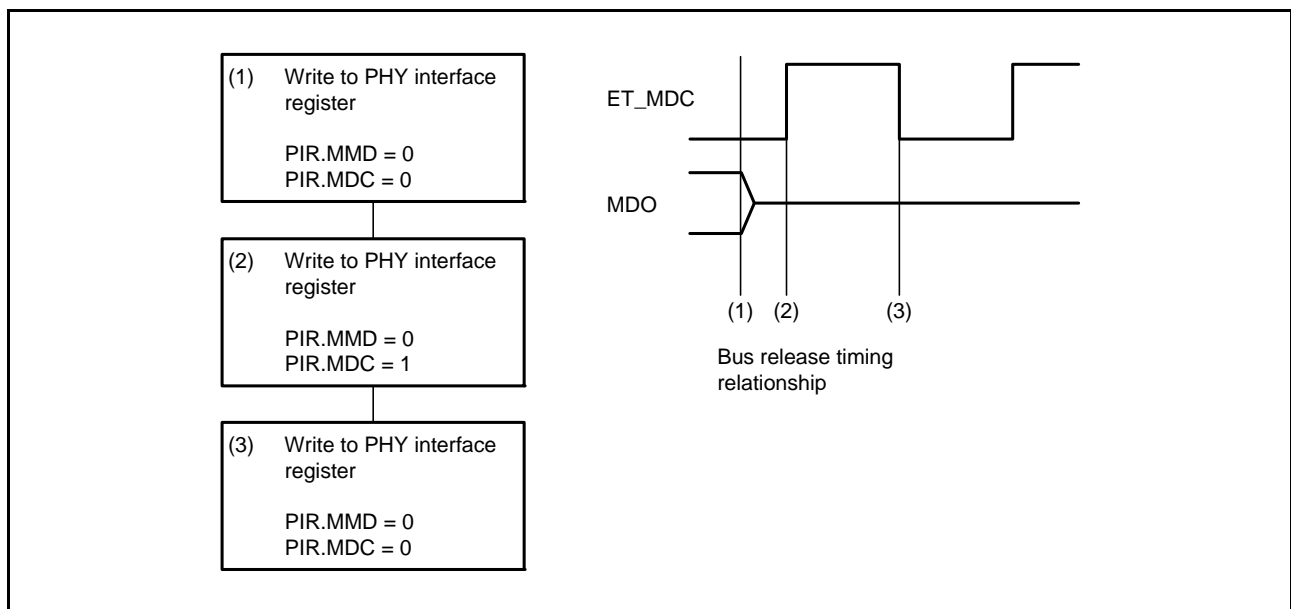 (1) Write to PHY interface
register
PIR.MMD = 0
PIR.MDC = 0
(2) Write to PHY interface
register
PIR.MMD = 0
PIR.MDC = 1
(3) Write to PHY interface
register
PIR.MMD = 0
PIR.MDC = 0
ET_MDC
MDO
(1) (2) (3)
Bus release timing
relationship